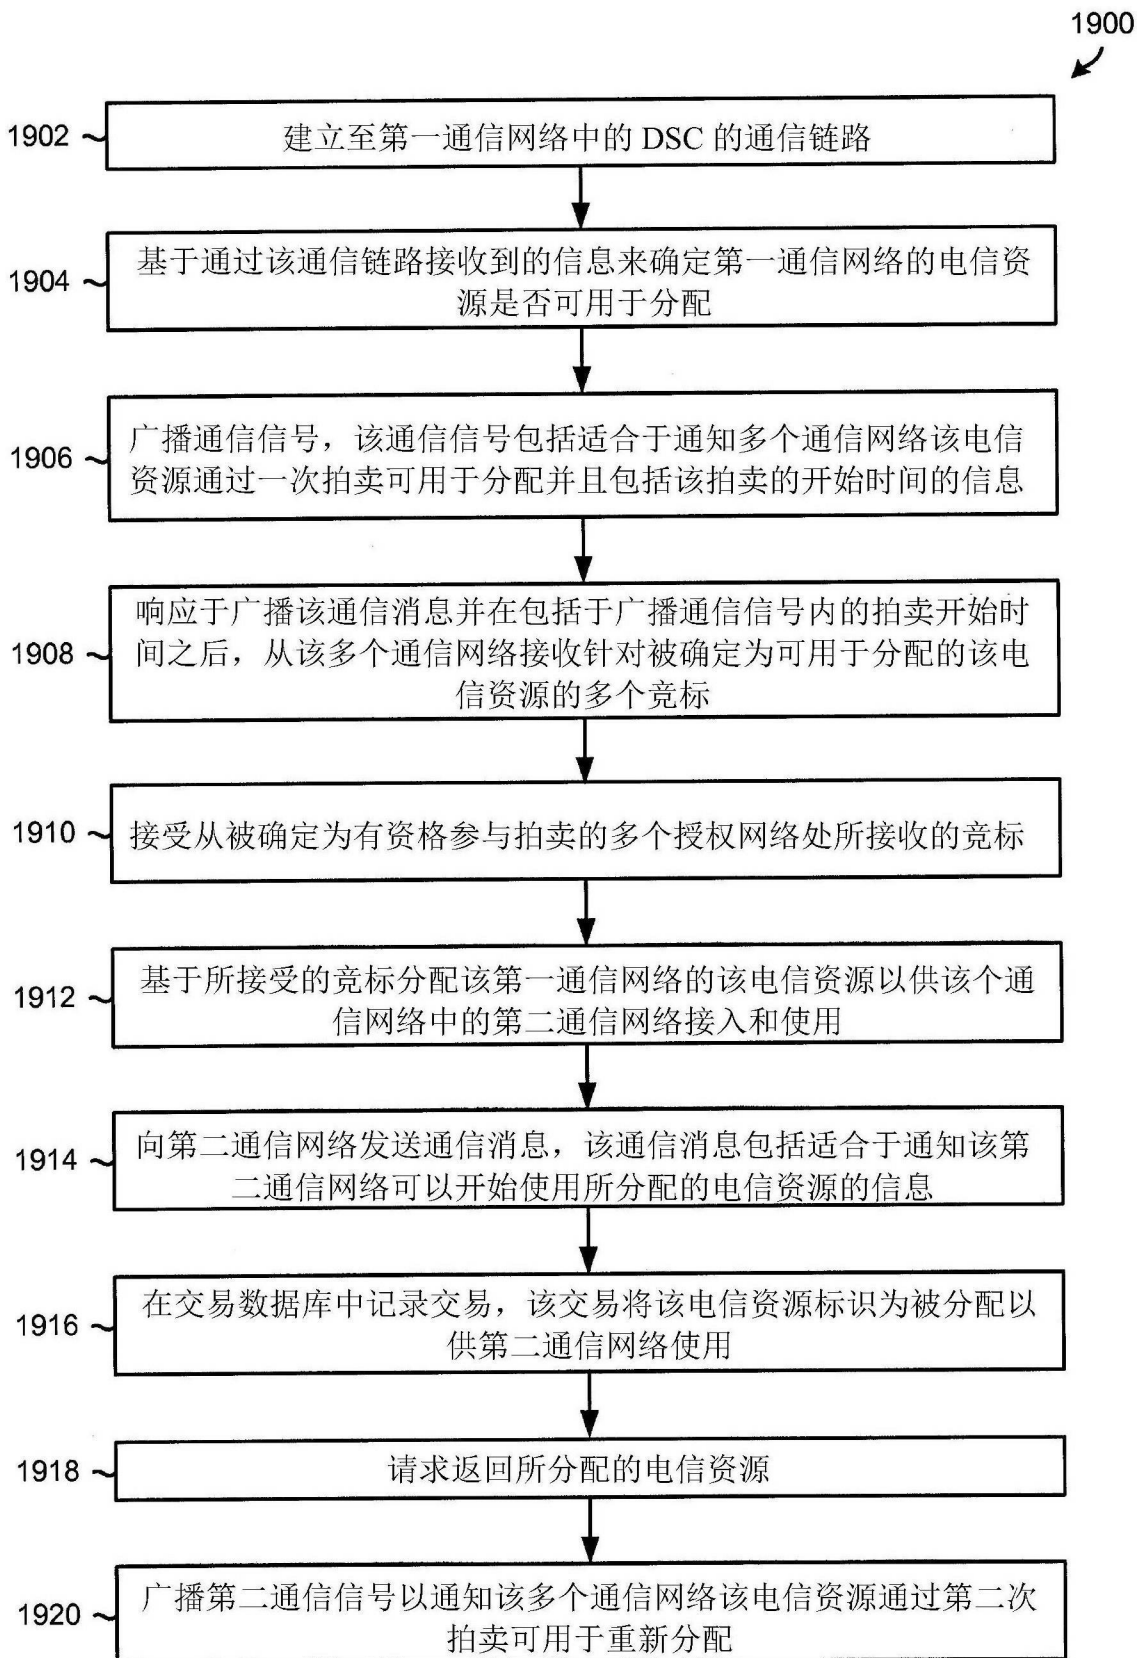 1900
1902
建立至第一通信网络中的 DSC 的通信链路
1904
基于通过该通信链路接收到的信息来确定第一通信网络的电信资
源是否可用于分配
1906
广播通信信号，该通信信号包括适合于通知多个通信网络该电信
资源通过一次拍卖可用于分配并且包括该拍卖的开始时间的信息
1908
响应于广播该通信消息并在包括于广播通信信号内的拍卖开始时
间之后，从该多个通信网络接收针对被确定为可用于分配的该电
信资源的多个竞标
1910
接受从被确定为有资格参与拍卖的多个授权网络处所接收的竞标
1912
基于所接受的竞标分配该第一通信网络的该电信资源以供该个通
信网络中的第二通信网络接入和使用
1914
向第二通信网络发送通信消息，该通信消息包括适合于通知该第
二通信网络可以开始使用所分配的电信资源的信息
1916
在交易数据库中记录交易，该交易将该电信资源标识为被分配以
供第二通信网络使用
1918
请求返回所分配的电信资源
1920
广播第二通信信号以通知该多个通信网络该电信资源通过第二次
拍卖可用于重新分配